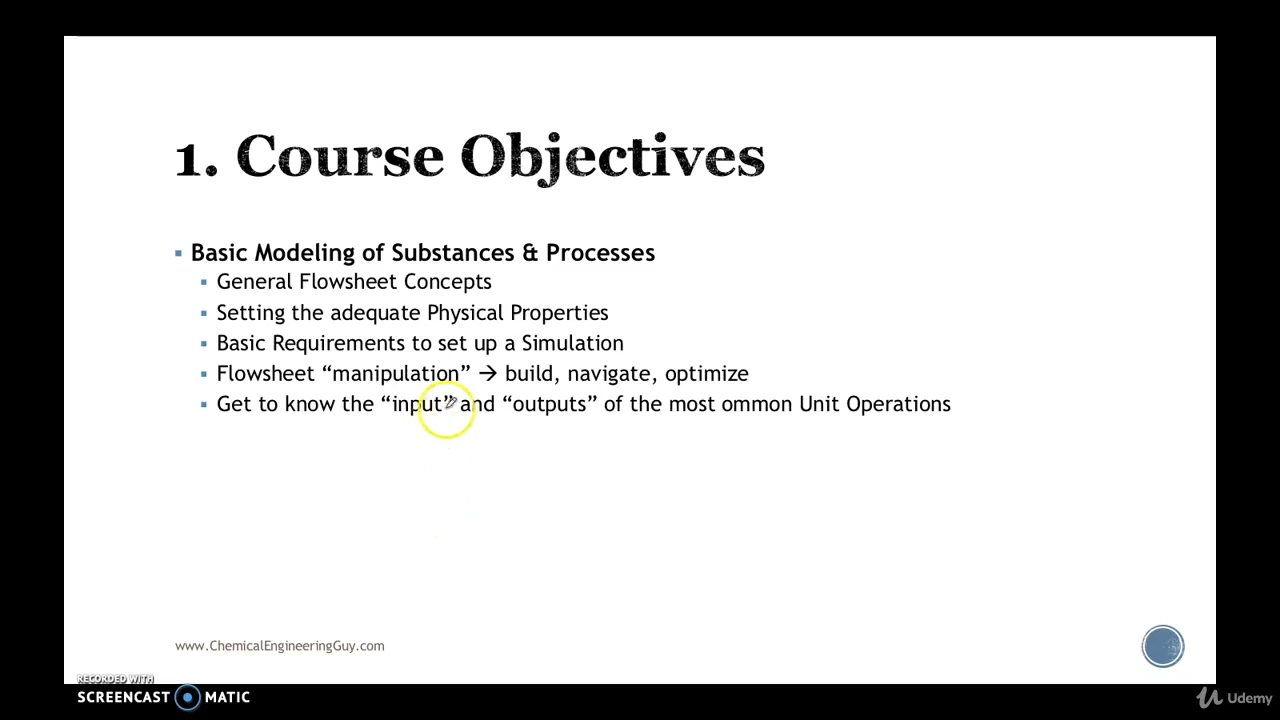 1. Course Objectives
Basic Modeling of Substances & Processes
General Flowsheet Concepts
Setting the adequate Physical Properties
Basic Requirements to set up a Simulation
Flowsheet “manipulation” → build, navigate, optimize
Get to know the “input” and “outputs” of the most ommon Unit Operations
www.ChemicalEngineeringGuy.com
RECORDED WITH
SCREENCAST MATIC
Udemy